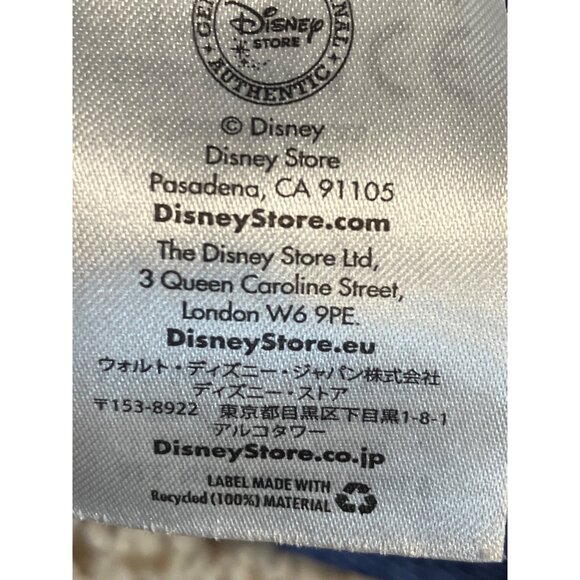 Disney
STORE
AUTHENTIC
© Disney
Disney Store
Pasadena, CA 91105
DisneyStore.com
The Disney Store Ltd,
3 Queen Caroline Street,
London W6 9PE.
DisneyStore.eu
ウォルト・ディズニー・ジャパン株式会社
ディズニー・ストア
〒153-8922 東京都目黒区下目黒1-8-1
アルコタワー
DisneyStore.co.jp
LABEL MADE WITH
Recycled (100%) MATERIAL